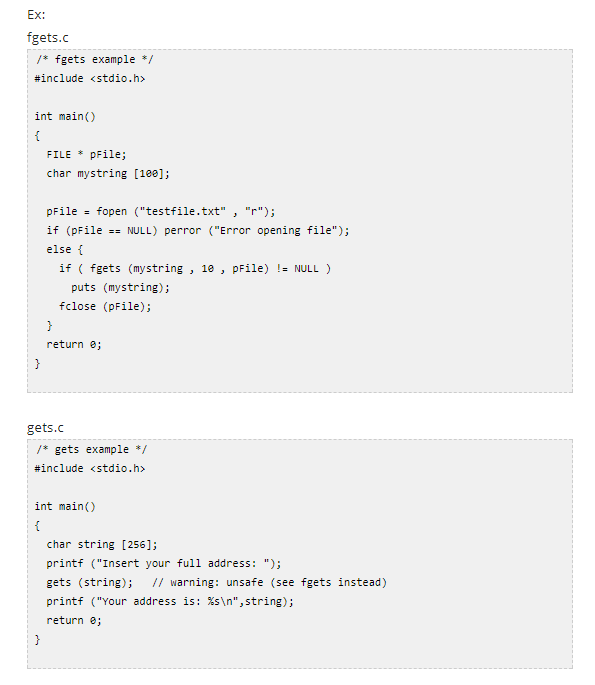 Ex:
fgets.c
/* fgets example */
#include <stdio.h>
int main()
{
FILE * pFile;
char mystring [100];
pFile = fopen ("testfile.txt" , "r");
if (pFile == NULL) perror ("Error opening file");
else {
if ( fgets (mystring , 10 , pFile) != NULL )
puts (mystring);
fclose (pFile);
}
return 0;
}
gets.c
/* gets example */
#include <stdio.h>
int main()
{
char string [256];
printf ("Insert your full address: ");
gets (string);   // warning: unsafe (see fgets instead)
printf ("Your address is: %s\n",string);
return 0;
}